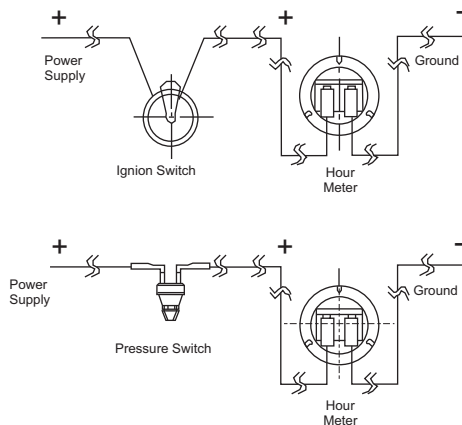 + + -
Power
Supply
Ground
Ignion Switch
Hour
Meter
+ + -
Power
Supply
Ground
Pressure Switch
Hour
Meter